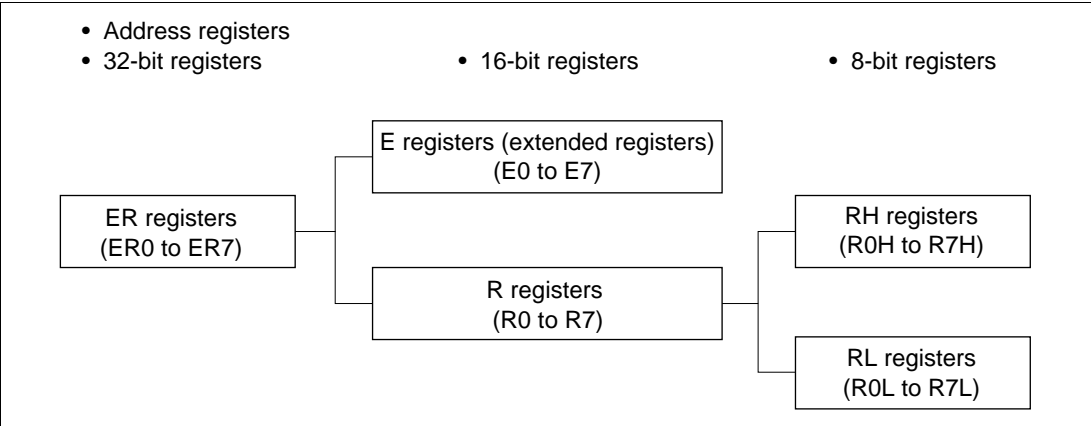 • Address registers
• 32-bit registers
• 16-bit registers
• 8-bit registers
E registers (extended registers)
(E0 to E7)
ER registers
(ER0 to ER7)
RH registers
(R0H to R7H)
R registers
(R0 to R7)
RL registers
(R0L to R7L)